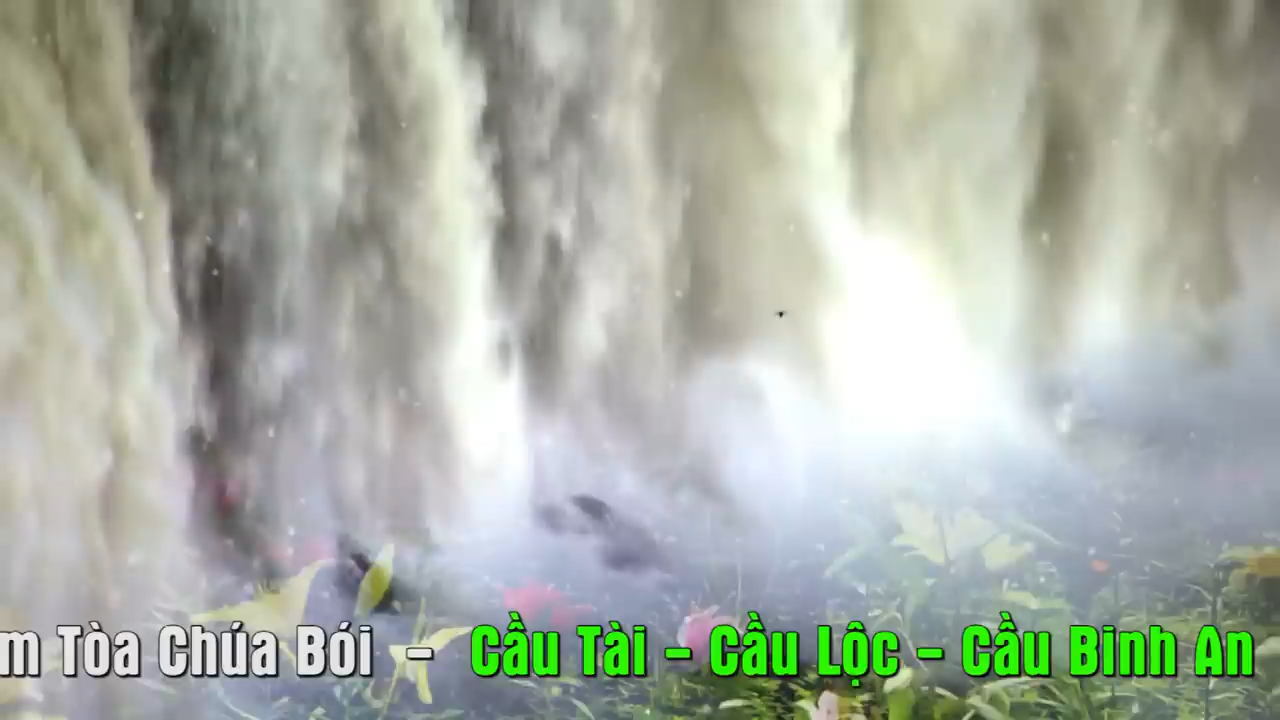 m Tòa Chúa Bói - Cầu Tài - Cầu Lộc - Cầu Binh An